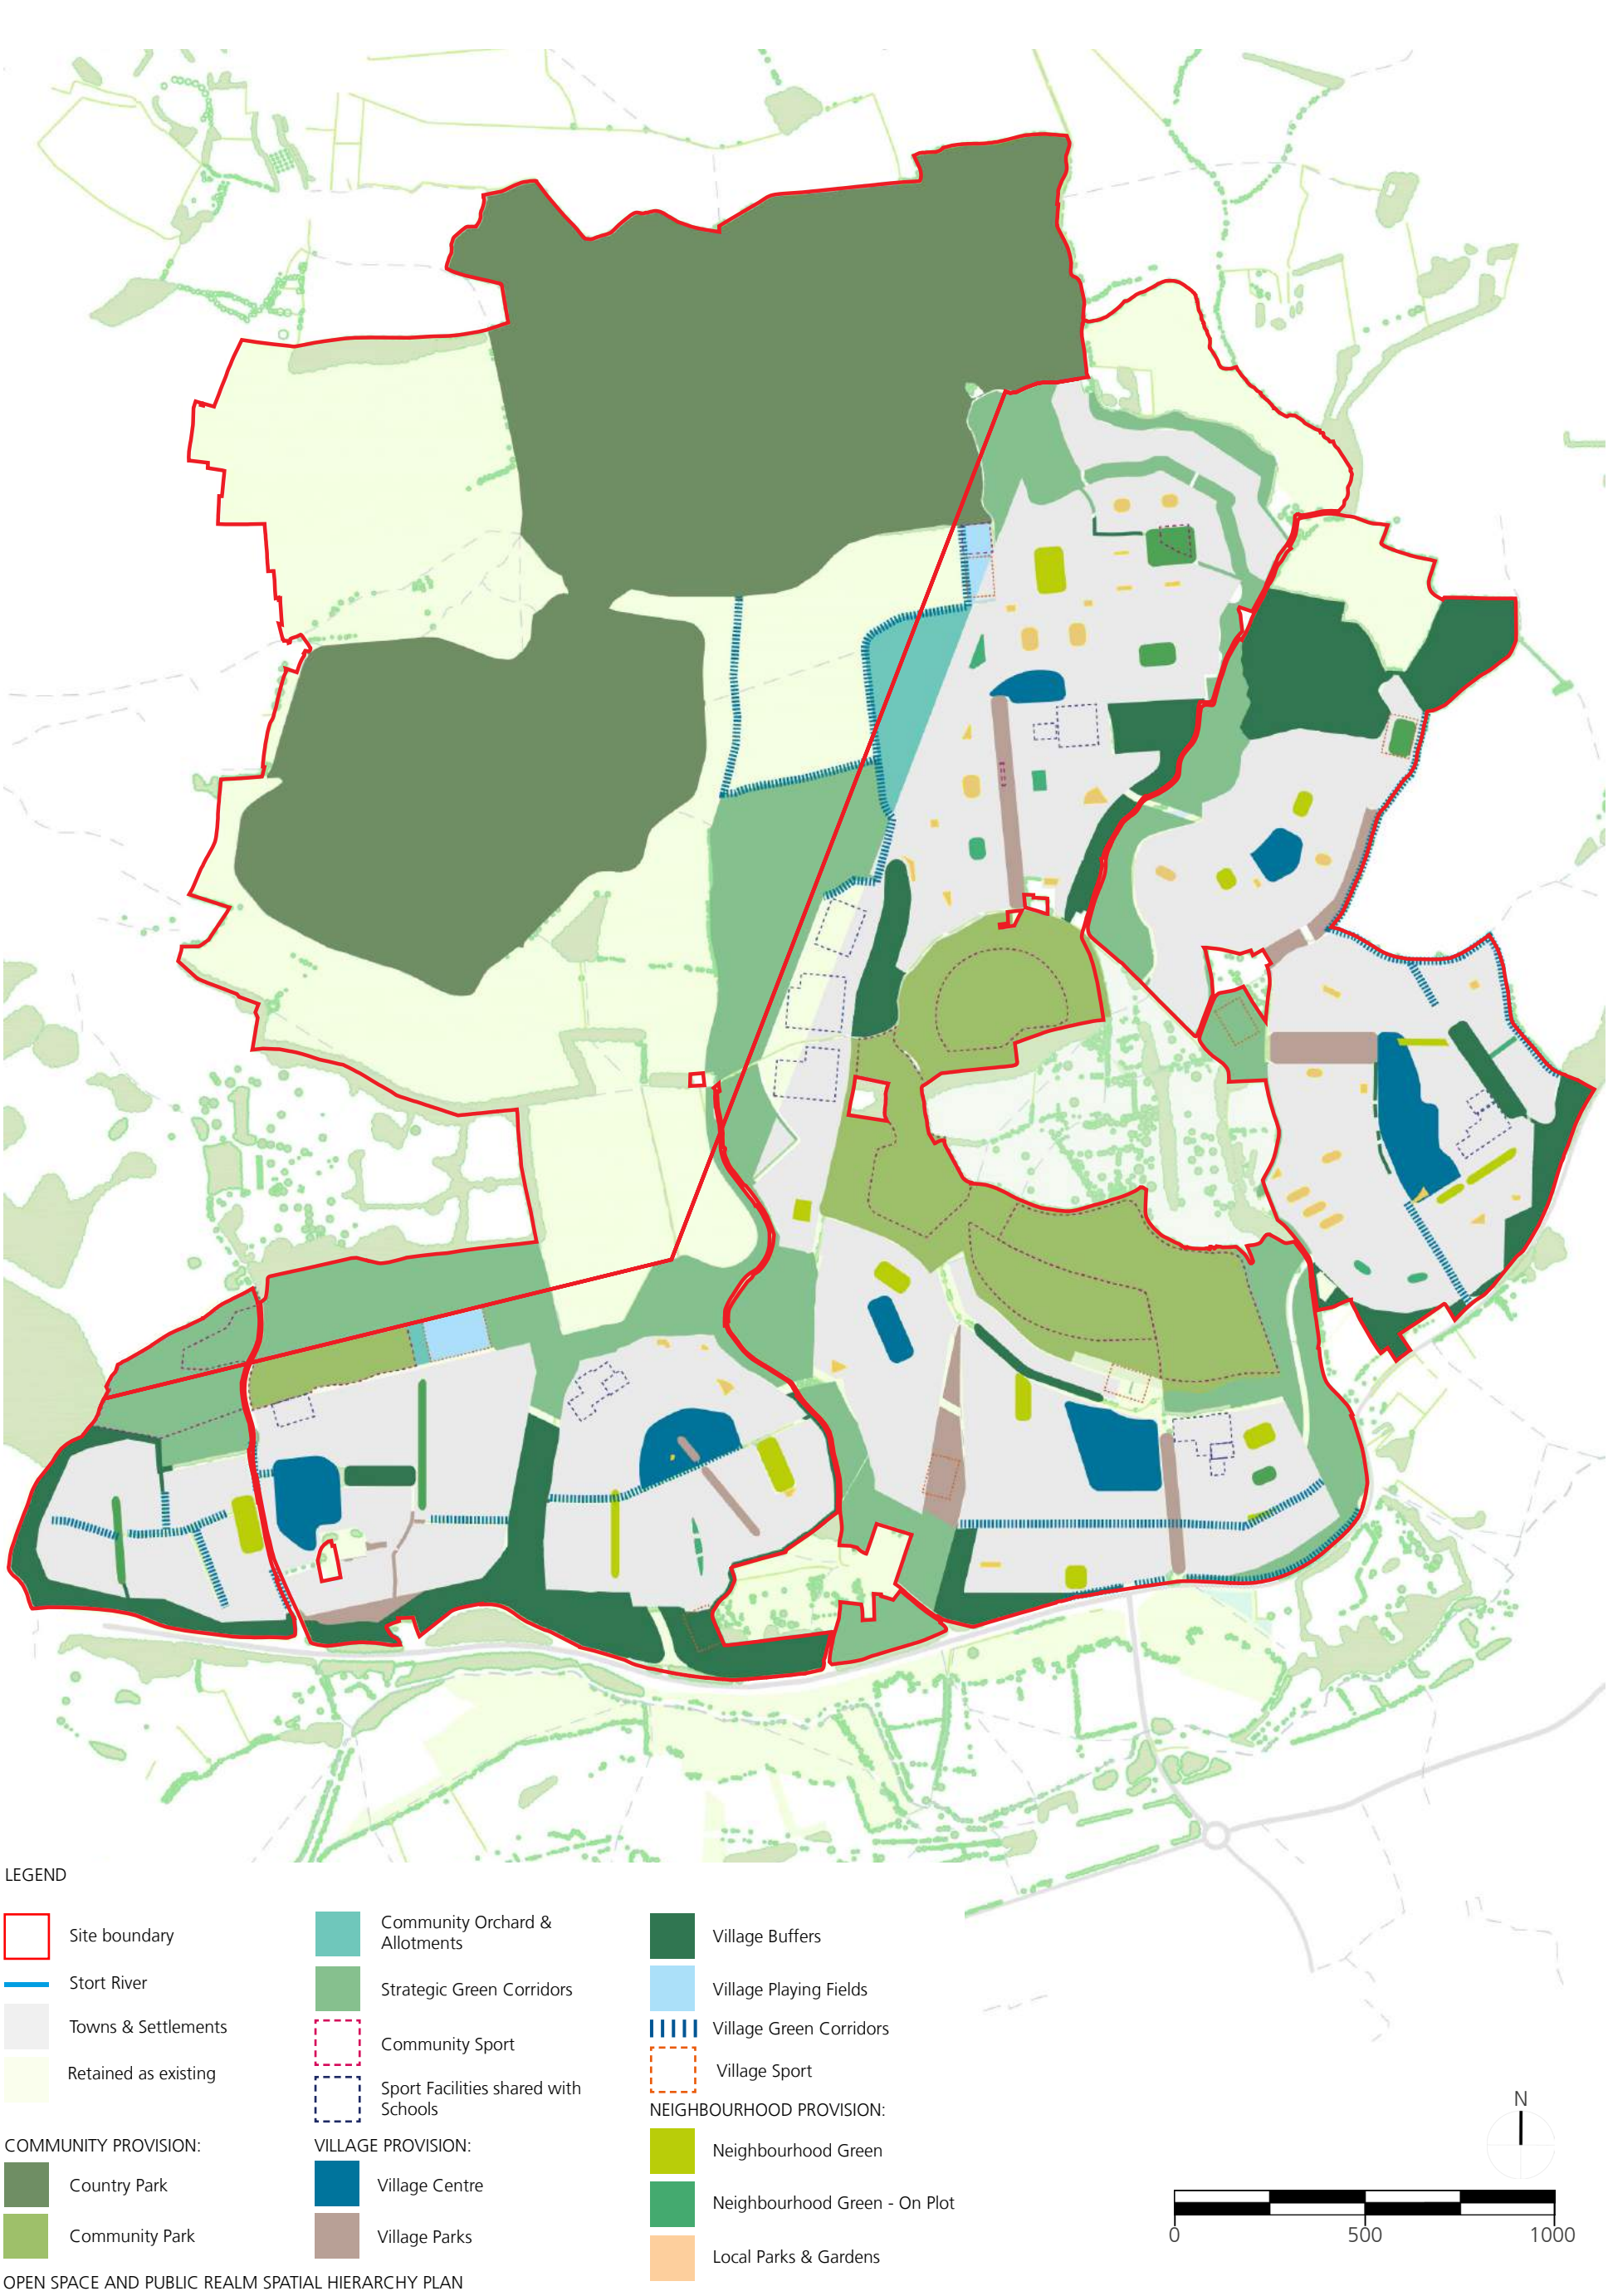 LEGEND
Site boundary
Stort River
Towns & Settlements
Retained as existing
COMMUNITY PROVISION:
Country Park
Community Park
Community Orchard &
Allotments
Strategic Green Corridors
Community Sport
Sport Facilities shared with
Schools
VILLAGE PROVISION:
Village Centre
Village Parks
Village Buffers
Village Playing Fields
Village Green Corridors
Village Sport
NEIGHBOURHOOD PROVISION:
Neighbourhood Green
Neighbourhood Green - On Plot
Local Parks & Gardens
N
0 500 1000
OPEN SPACE AND PUBLIC REALM SPATIAL HIERARCHY PLAN